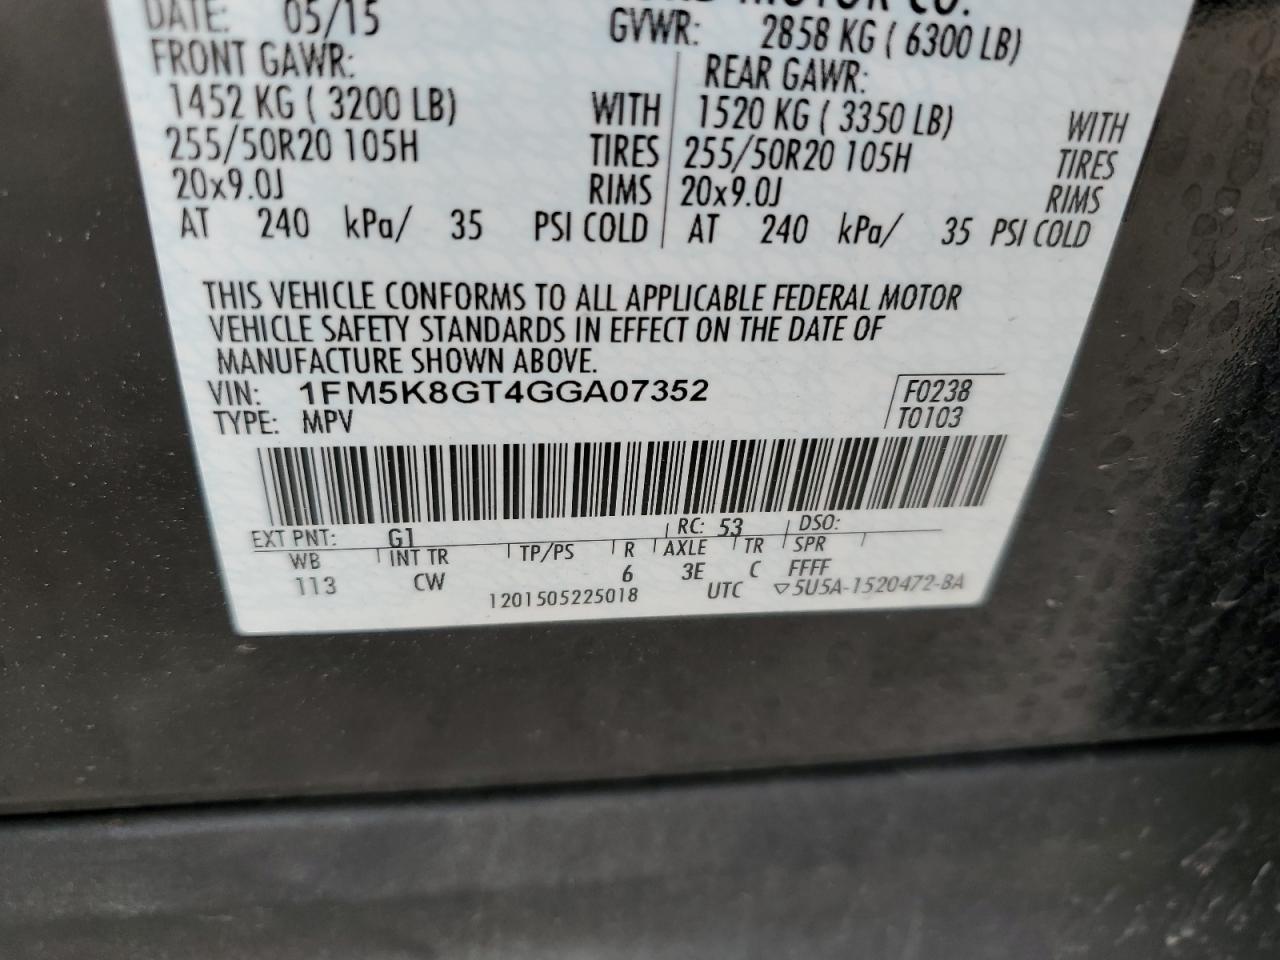 DATE: 05/15
MOTOR CO.
GVWR: 2858 KG ( 6300 LB)
FRONT GAWR:
1452 KG ( 3200 LB) WITH
255/50R20 105H TIRES
20x9.0J RIMS
AT 240 kPa/ 35 PSI COLD
REAR GAWR:
1520 KG ( 3350 LB) WITH
255/50R20 105H TIRES
20x9.0J RIMS
AT 240 kPa/ 35 PSI COLD
THIS VEHICLE CONFORMS TO ALL APPLICABLE FEDERAL MOTOR
VEHICLE SAFETY STANDARDS IN EFFECT ON THE DATE OF
MANUFACTURE SHOWN ABOVE.
VIN: 1FM5K8GT4GGA07352
TYPE: MPV
F0238
T0103
EXT PNT: G1 RC: 53 DSO:
WB INT TR TP/PS R AXLE TR SPR
113 CW 6 3E C FFFF
1201505225018 UTC ▽5U5A-1520472-BA